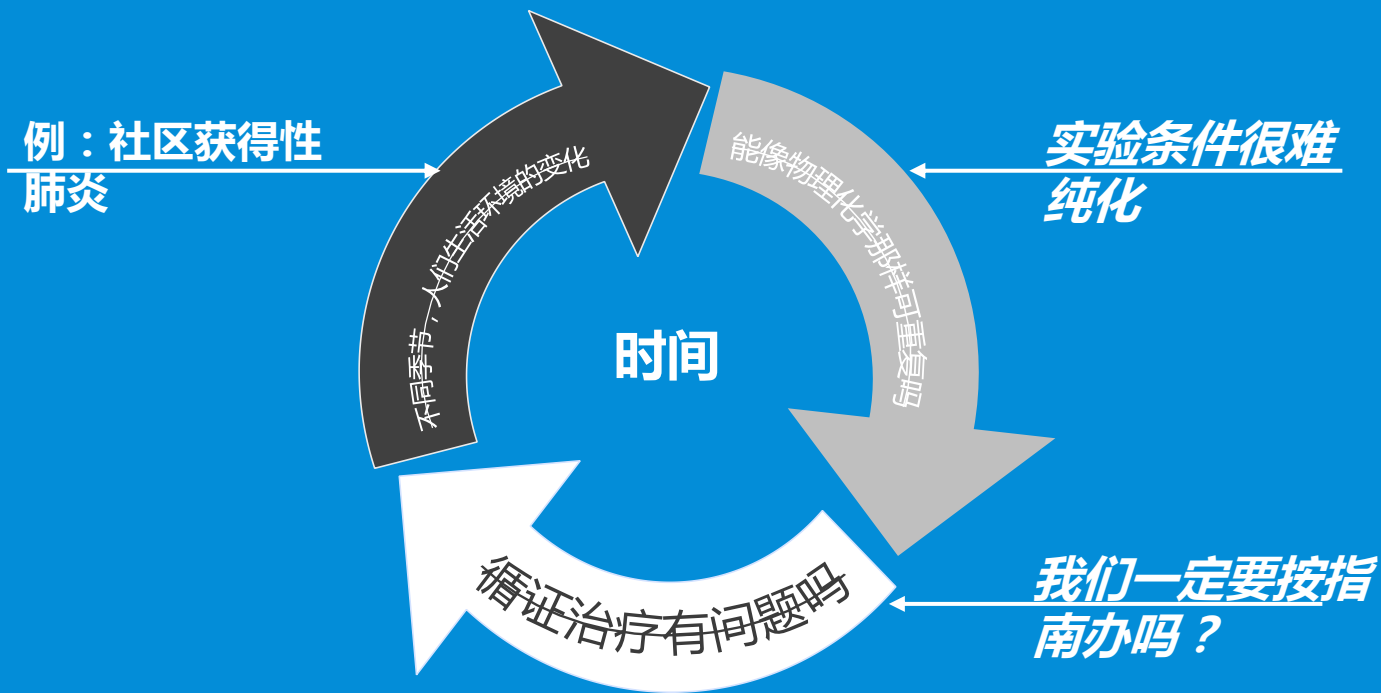 例：社区获得性
肺炎
不同季节，人们生活环境的变化
能像物理化学那样可重复吗
实验条件很难
纯化
时间
循证治疗有问题吗
我们一定要按指
南办吗？